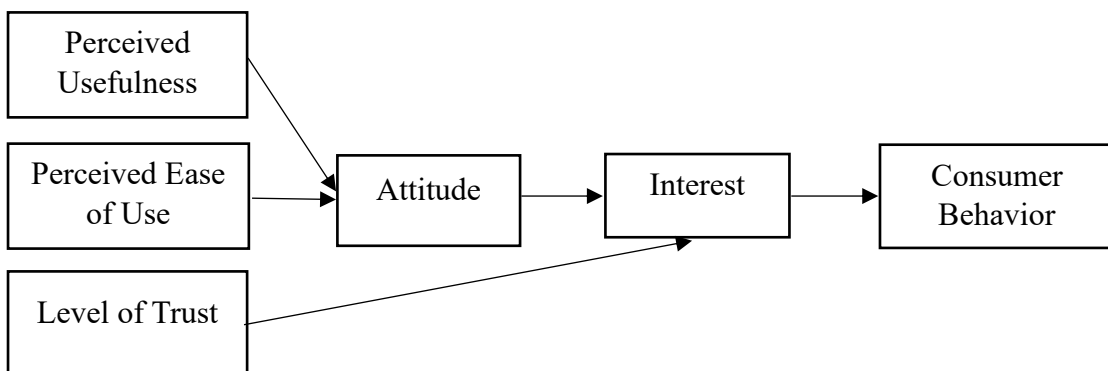 Perceived
Usefulness
Perceived Ease
of Use
Level of Trust
Attitude
Interest
Consumer
Behavior